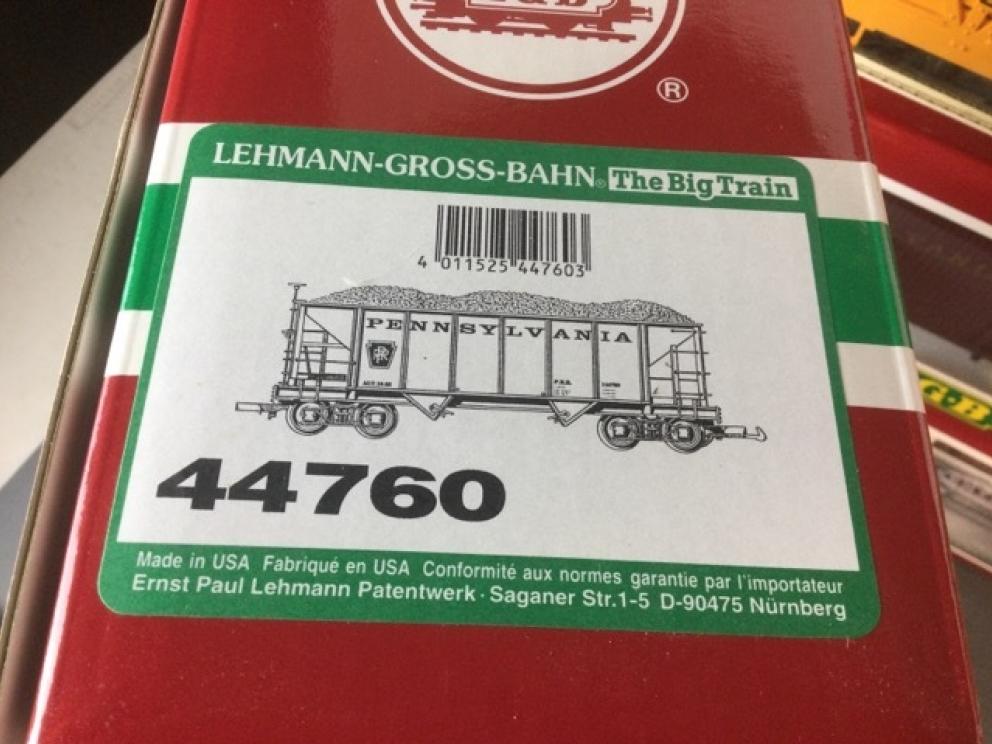 ®
LEHMANN-GROSS-BAHN® The Big Train
4 011525 447603
PENNSYLVANIA
44760
Made in USA Fabriqué en USA Conformité aux normes garantie par l'importateur
Ernst Paul Lehmann Patentwerk · Saganer Str.1-5 D-90475 Nürnberg